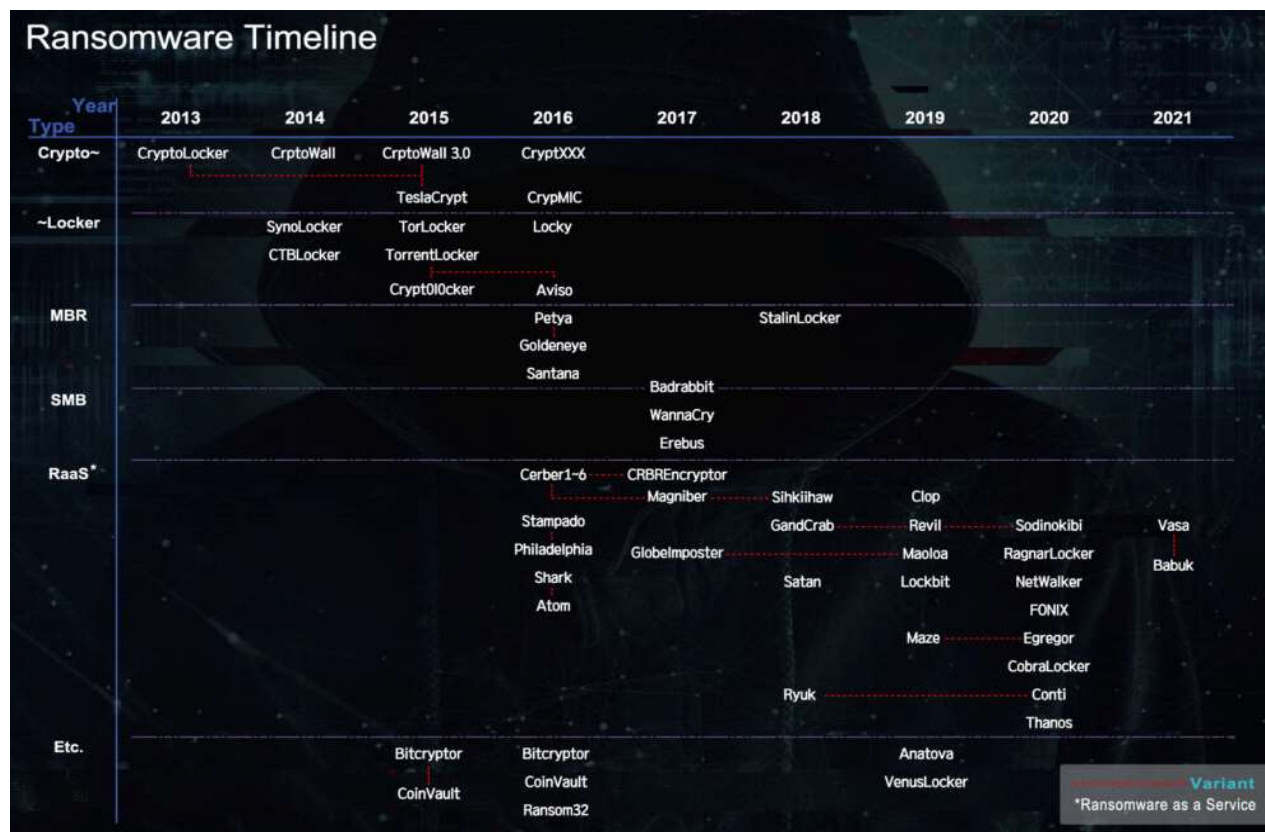 Ransomware Timeline
Year
Type
2013 2014 2015 2016 2017 2018 2019 2020 2021
Crypto~ CryptoLocker CrptoWall CrptoWall 3.0 CryptXXX
TeslaCrypt CrypMIC
~Locker SynoLocker TorLocker Locky
CTBLocker TorrentLocker
Crypt0l0cker Aviso
MBR Petya StalinLocker
Goldeneye
Santana
Badrabbit
SMB WannaCry
Erebus
RaaS* Cerber1~6 CRBREncryptor
Magniber Sihkiihaw Clop
Stampado GandCrab Revil Sodinokibi Vasa
Philadelphia GlobeImposter Maoloa RagnarLocker
Babuk
Shark Satan Lockbit NetWalker
Atom FONIX
Maze Egregor
CobraLocker
Ryuk Conti
Thanos
Etc. Bitcryptor Bitcryptor Anatova
CoinVault CoinVault VenusLocker
Ransom32
Variant
*Ransomware as a Service